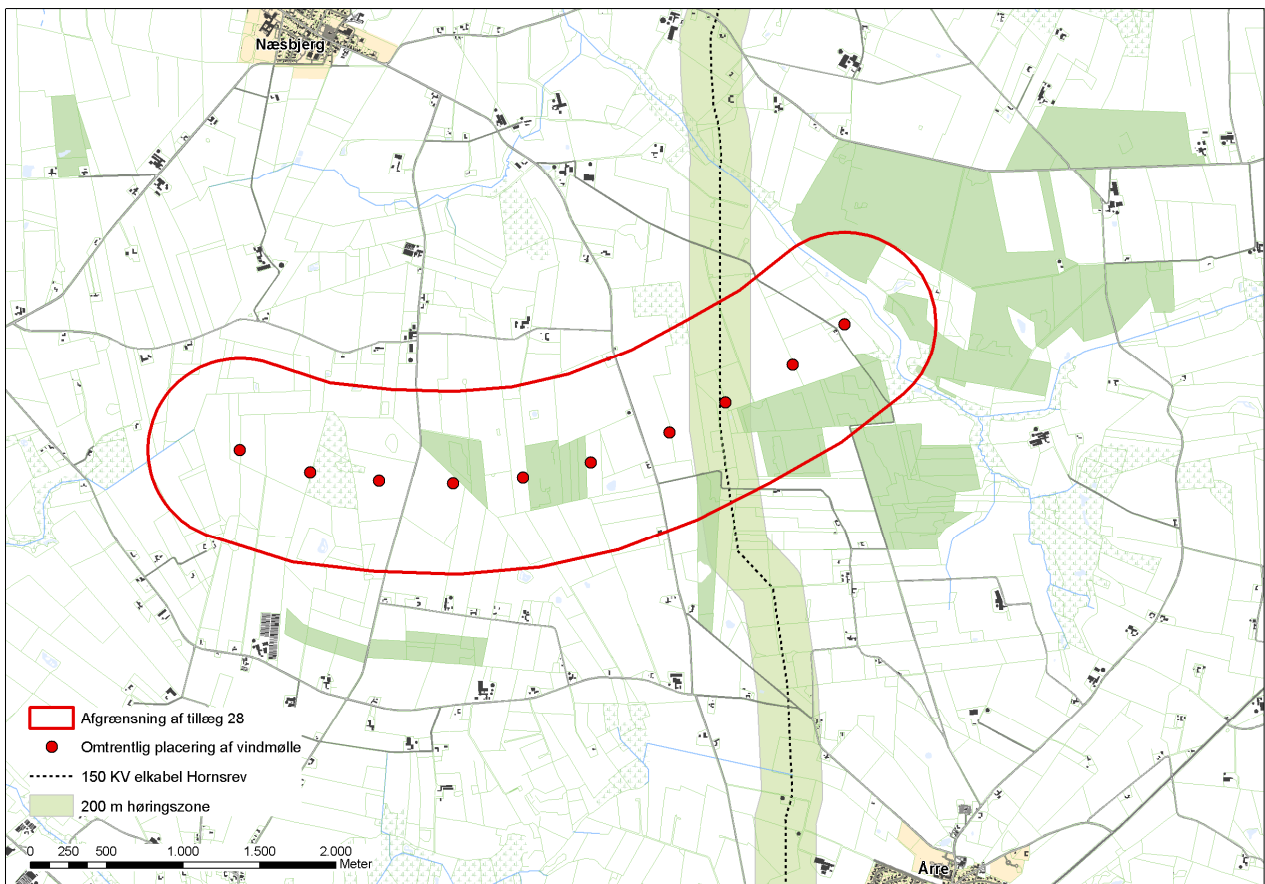 Næsbjerg
Afgrænsning af tillæg 28
Omtrentlig placering af vindmølle
150 KV elkabel Hornsrev
200 m høringszone
0 250 500 1.000 1.500 2.000
Meter
Årre